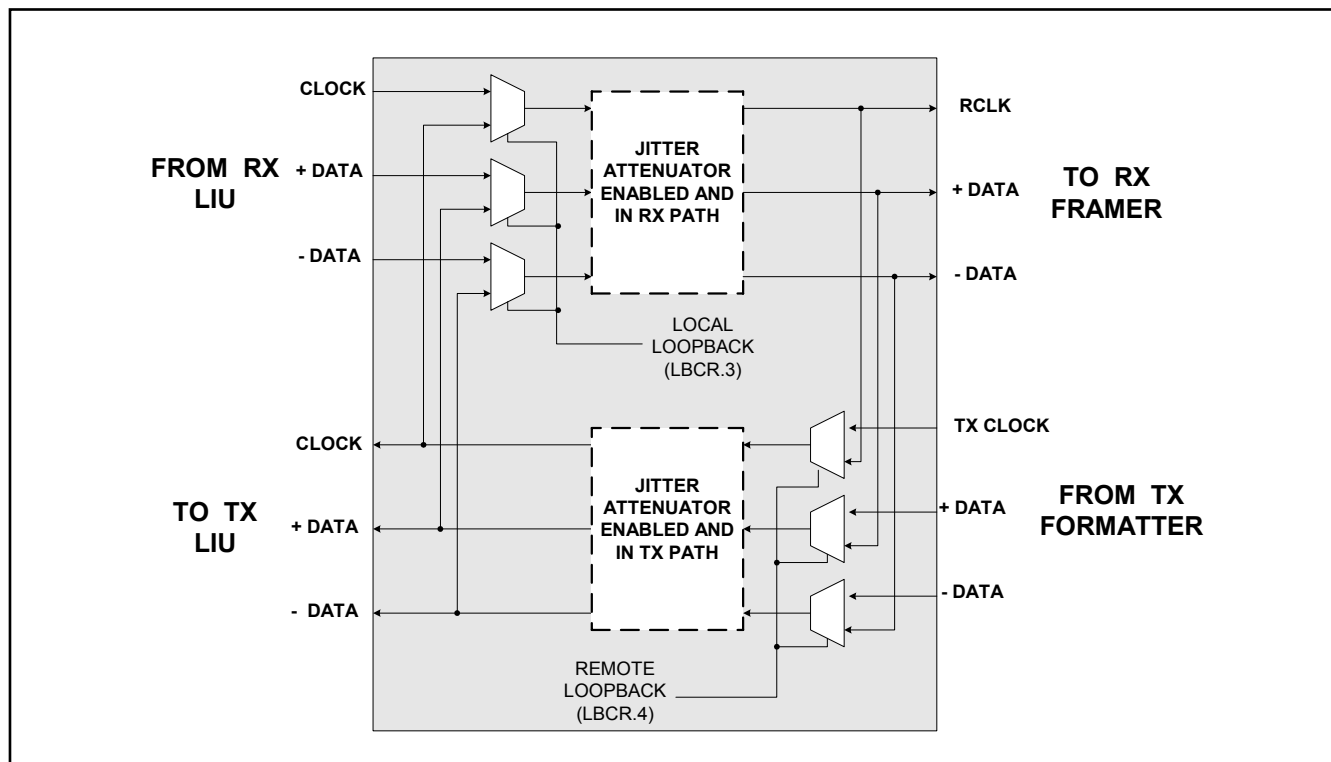 CLOCK
FROM RX
LIU
+ DATA
- DATA
JITTER
ATTENUATOR
ENABLED AND
IN RX PATH
RCLK
+ DATA
- DATA
TO RX
FRAMER
LOCAL
LOOPBACK
(LBCR.3)
CLOCK
TO TX
LIU
+ DATA
- DATA
JITTER
ATTENUATOR
ENABLED AND
IN TX PATH
TX CLOCK
+ DATA
- DATA
FROM TX
FORMATTER
REMOTE
LOOPBACK
(LBCR.4)